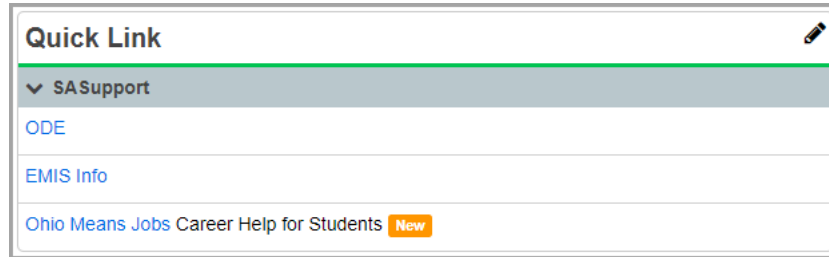 Quick Link
SASupport
ODE
EMIS Info
Ohio Means Jobs Career Help for Students New